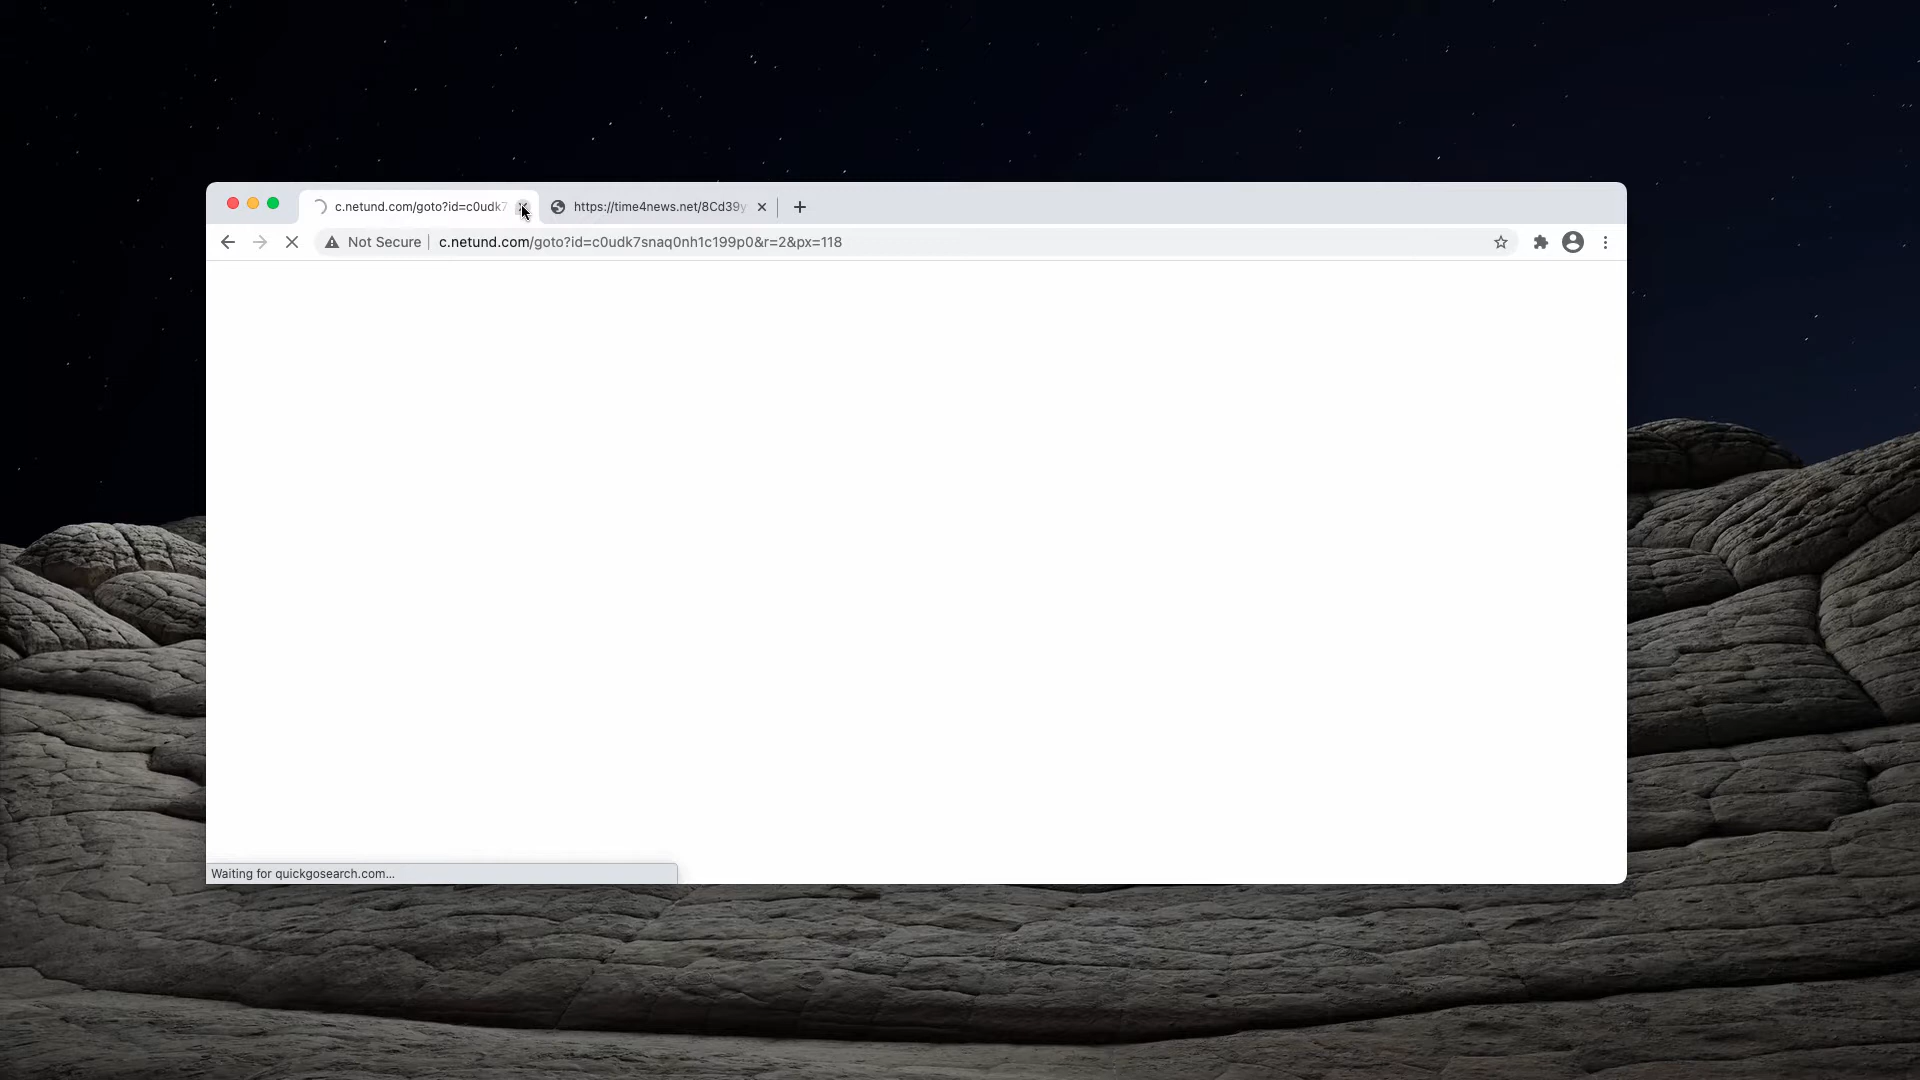 c.netund.com/goto?id=c0udk7
https://time4news.net/8Cd39y
Not Secure
c.netund.com/goto?id=c0udk7snaq0nh1c199p0&r=2&px=118
Waiting for quickgosearch.com...